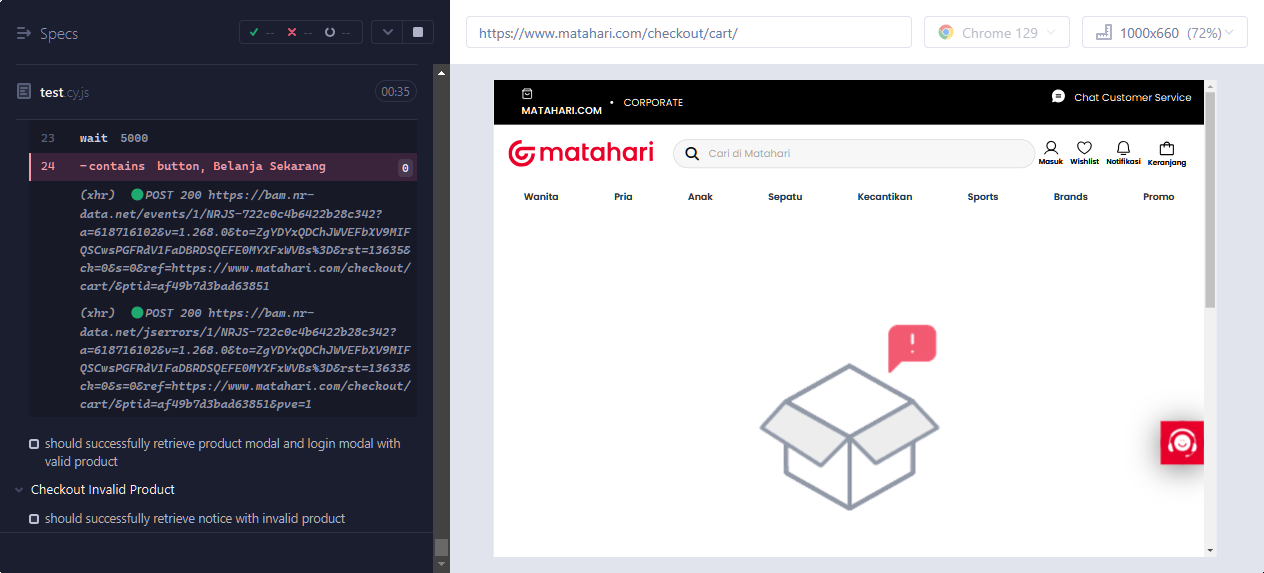 Specs
-- -- --
test.cy.js
00:35
23 wait 5000
24 -contains button, Belanja Sekarang 0
(xhr) POST 200 https://bam.nr-
data.net/events/1/NRJS-722c0c4b6422b28c342?
a=618716102&v=1.268.0&to=ZgYDYxQDChJWVEFbXV9MIF
QSCwsPGFRdV1FaDBRDSQEFE0MYXFxWVBs%3D&rst=13635&
ck=0&s=0&ref=https://www.matahari.com/checkout/
cart/&ptid=af49b7d3bad63851
(xhr) POST 200 https://bam.nr-
data.net/jserrors/1/NRJS-722c0c4b6422b28c342?
a=618716102&v=1.268.0&to=ZgYDYxQDChJWVEFbXV9MIF
QSCwsPGFRdV1FaDBRDSQEFE0MYXFxWVBs%3D&rst=13633&
ck=0&s=0&ref=https://www.matahari.com/checkout/
cart/&ptid=af49b7d3bad63851&pve=1
should successfully retrieve product modal and login modal with
valid product
Checkout Invalid Product
should successfully retrieve notice with invalid product
https://www.matahari.com/checkout/cart/
Chrome 129
1000x660 (72%)
MATAHARI.COM • CORPORATE
Chat Customer Service
matahari
Cari di Matahari
Masuk Wishlist Notifikasi Keranjang
Wanita Pria Anak Sepatu Kecantikan Sports Brands Promo
!